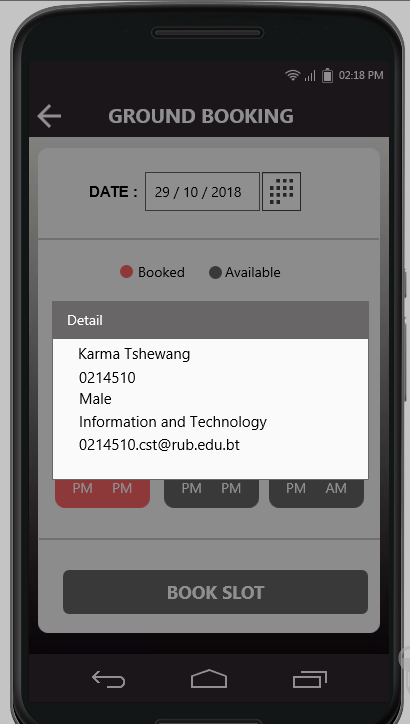 02:18 PM
GROUND BOOKING
DATE : 29 / 10 / 2018
Booked Available
Detail
Karma Tshewang
0214510
Male
Information and Technology
0214510.cst@rub.edu.bt
PM PM PM PM PM AM
BOOK SLOT